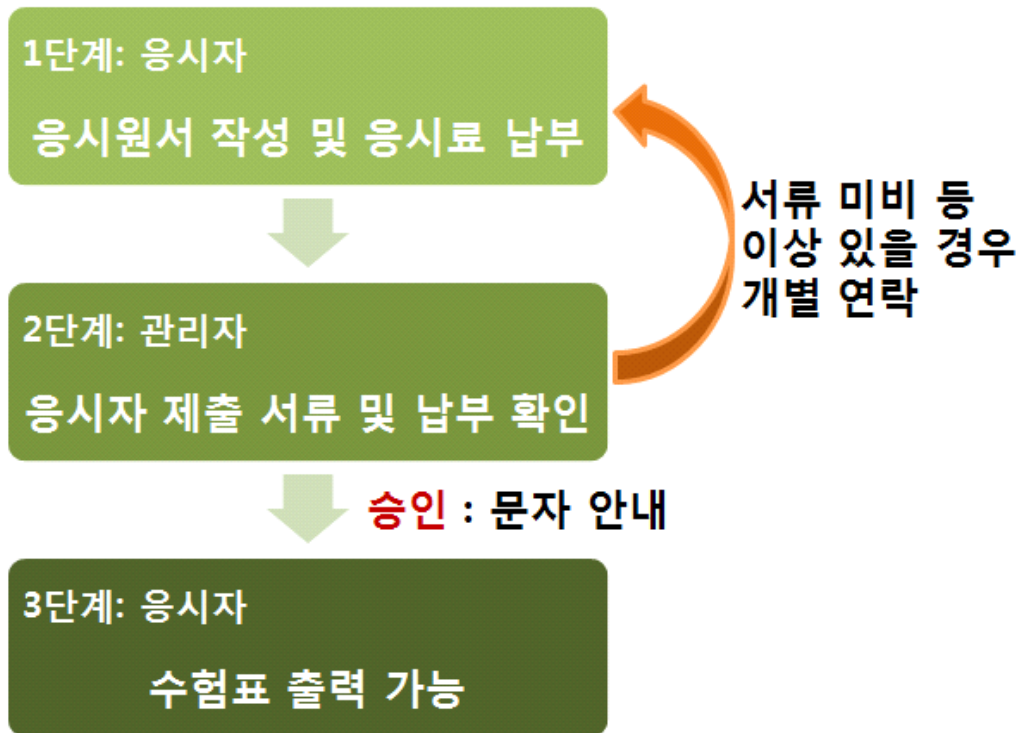 1단계: 응시자
응시원서 작성 및 응시료 납부
서류 미비 등
이상 있을 경우
개별 연락
2단계: 관리자
응시자 제출 서류 및 납부 확인
승인 : 문자 안내
3단계: 응시자
수험표 출력 가능